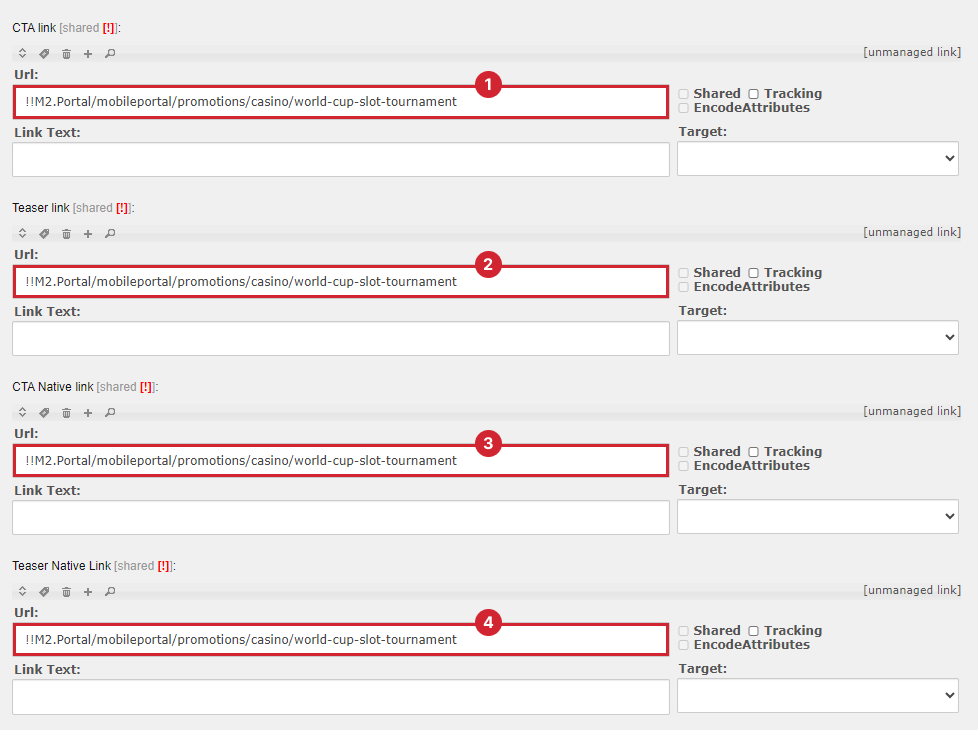 CTA link [shared [!]]:
[unmanaged link]
Url:
1
!!M2.Portal/mobileportal/promotions/casino/world-cup-slot-tournament
Shared Tracking
EncodeAttributes
Link Text:
Target:
Teaser link [shared [!]]:
[unmanaged link]
Url:
2
!!M2.Portal/mobileportal/promotions/casino/world-cup-slot-tournament
Shared Tracking
EncodeAttributes
Link Text:
Target:
CTA Native link [shared [!]]:
[unmanaged link]
Url:
3
!!M2.Portal/mobileportal/promotions/casino/world-cup-slot-tournament
Shared Tracking
EncodeAttributes
Link Text:
Target:
Teaser Native Link [shared [!]]:
[unmanaged link]
Url:
4
!!M2.Portal/mobileportal/promotions/casino/world-cup-slot-tournament
Shared Tracking
EncodeAttributes
Link Text:
Target: